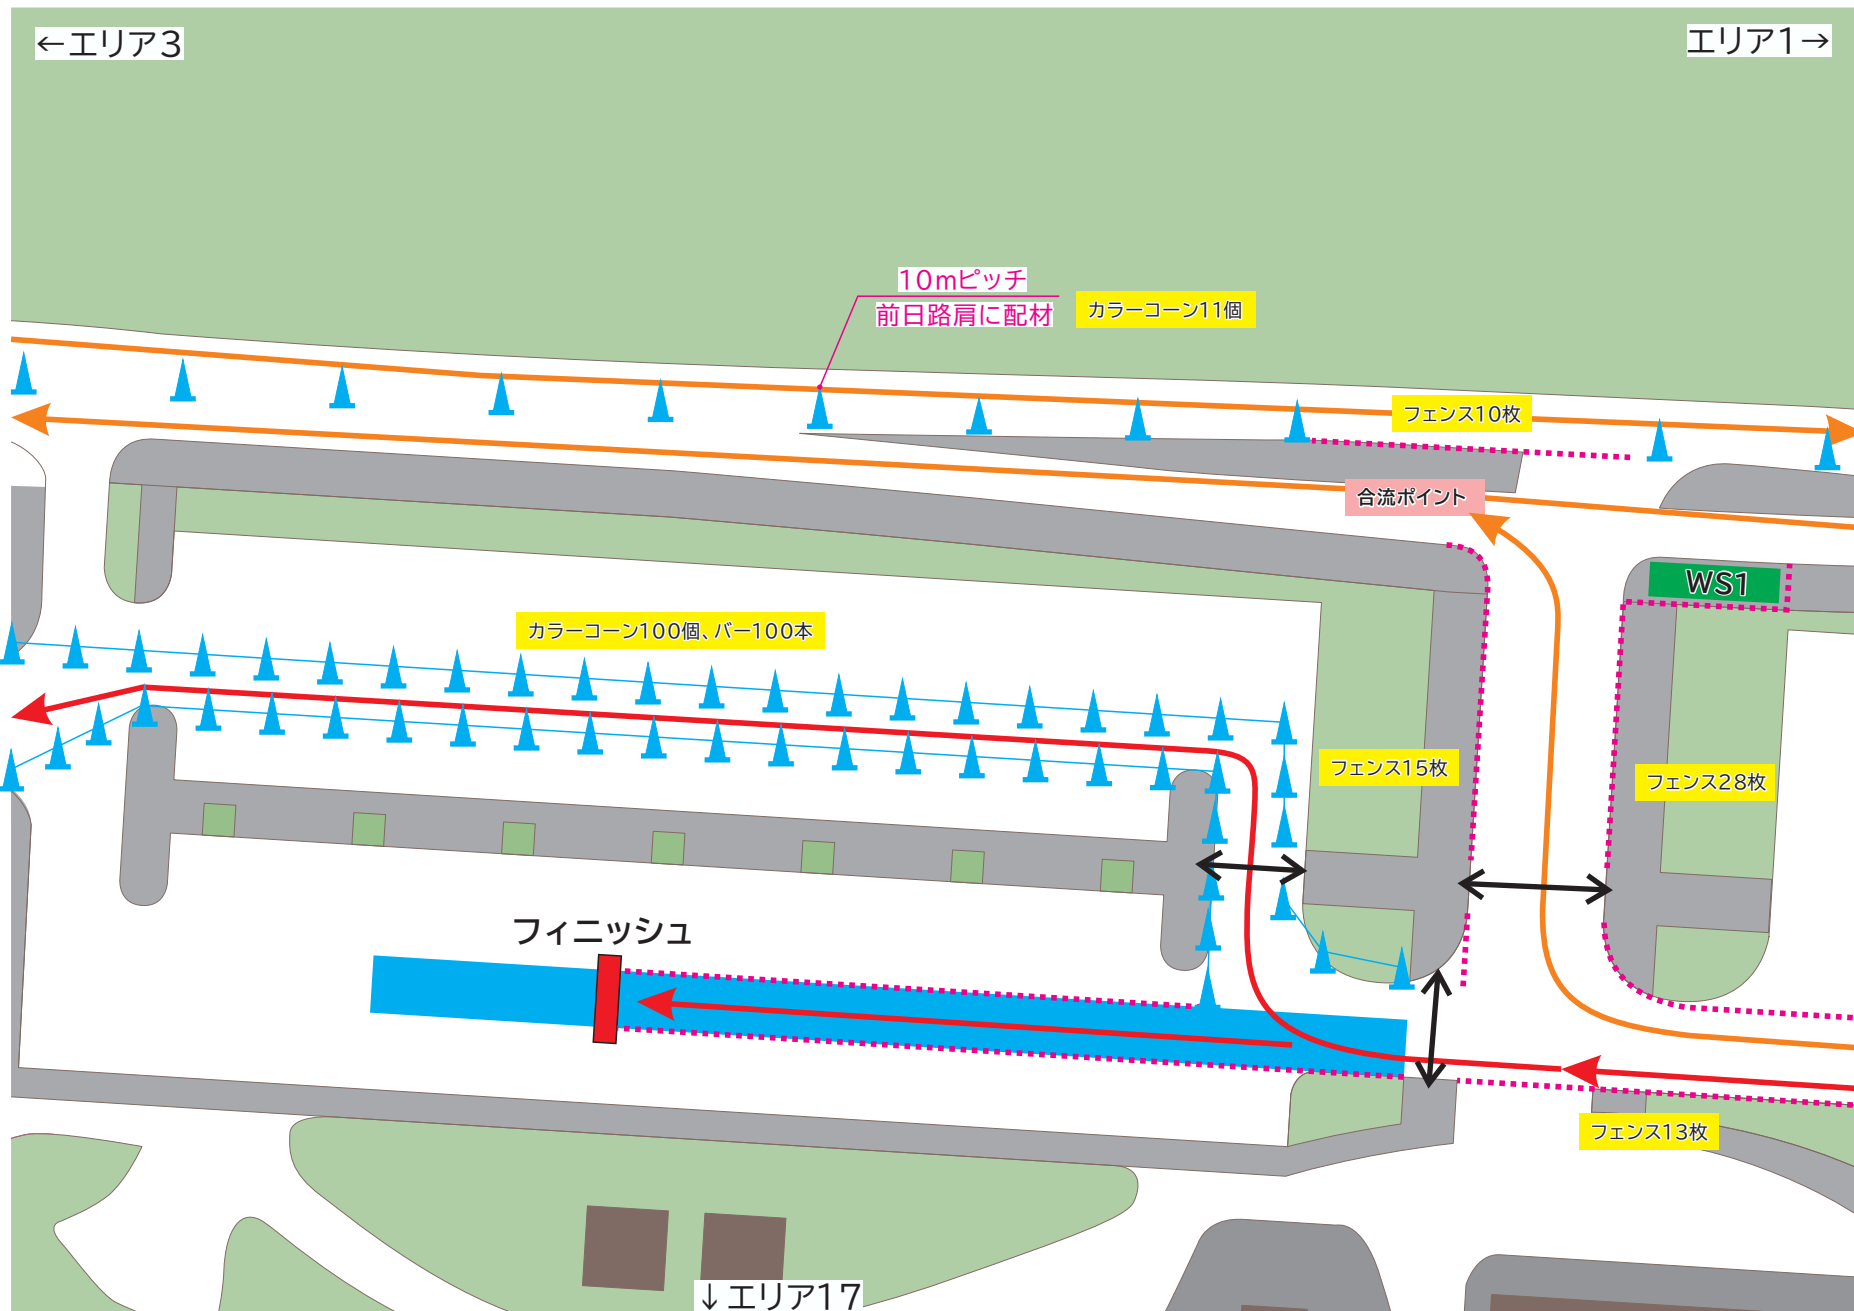 ←エリア3
エリア1→
10mピッチ
前日路肩に配材
カラーコーン11個
フェンス10枚
合流ポイント
WS1
カラーコーン100個、バー100本
フェンス15枚
フェンス28枚
フィニッシュ
フェンス13枚
↓エリア17